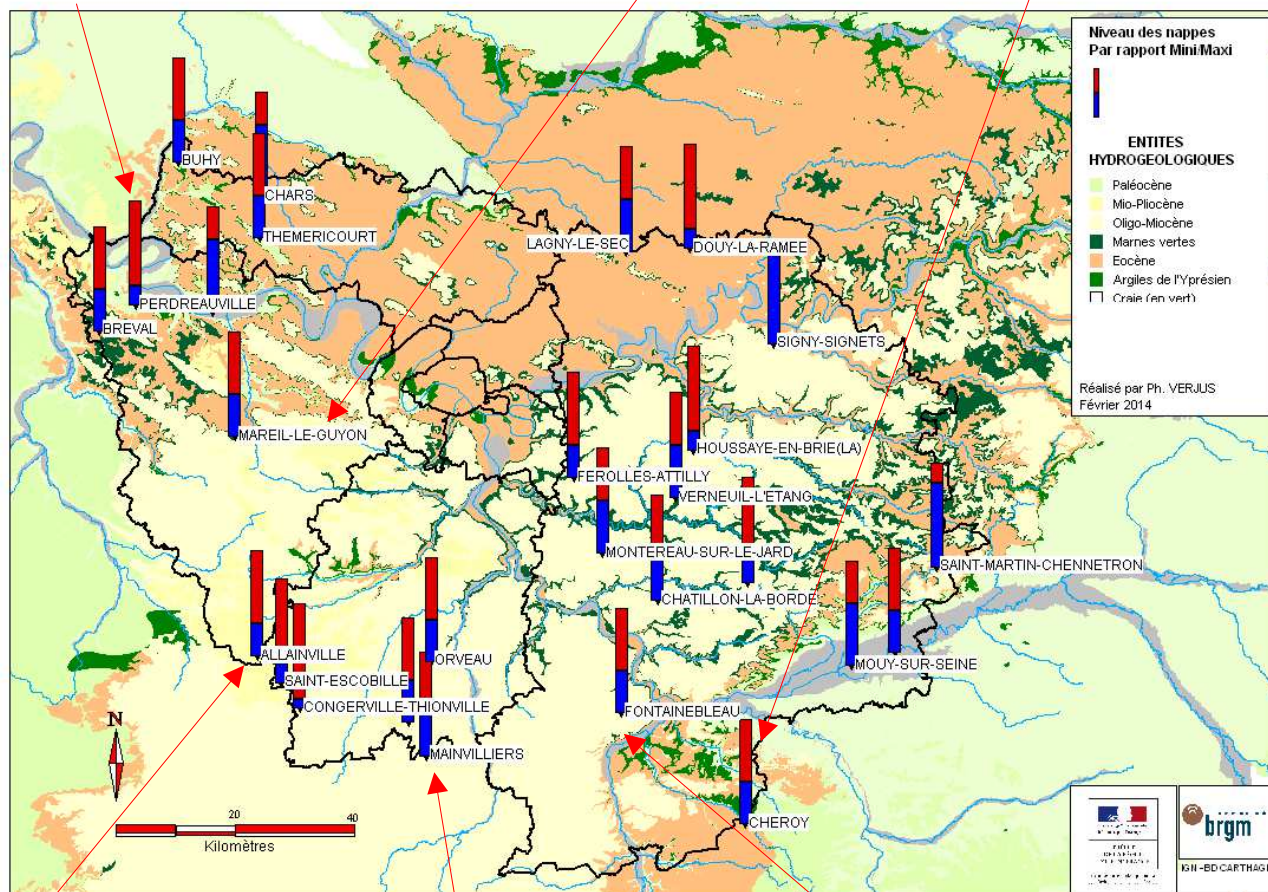 Niveau des nappes
Par rapport Mini/Maxi
ENTITES
HYDROGEOLOGIQUES
Paléocène
Mio-Pliocène
Oligo-Miocène
Marnes vertes
Eocène
Argiles de l'Yprésien
Craie (en vert)
Réalisé par Ph. VERJUS
Février 2014
BUHY
CHARS
THEMERICOURT
LAGNY-LE-SEC
DOUY-LA-RAMEE
PERDREAUVILLE
BREVAL
SIGNY-SIGNETS
MAREIL-LE-GUYON
HOUSSAYE-EN-BRIE(LA)
FEROLLES-ATTILLY
VERNEUIL-L'ETANG
MONTEREAU-SUR-LE-JARD
SAINT-MARTIN-CHENNETRON
CHATILLON-LA-BORDE
ALLAINVILLE
ORVEAU
MOUY-SUR-SEINE
SAINT-ESCOBILLE
CONGERVILLE-THIONVILLE
FONTAINEBLEAU
N
MAINVILLIERS
CHEROY
20
40
Kilomètres
brgm
IGN -BD CARTHAG